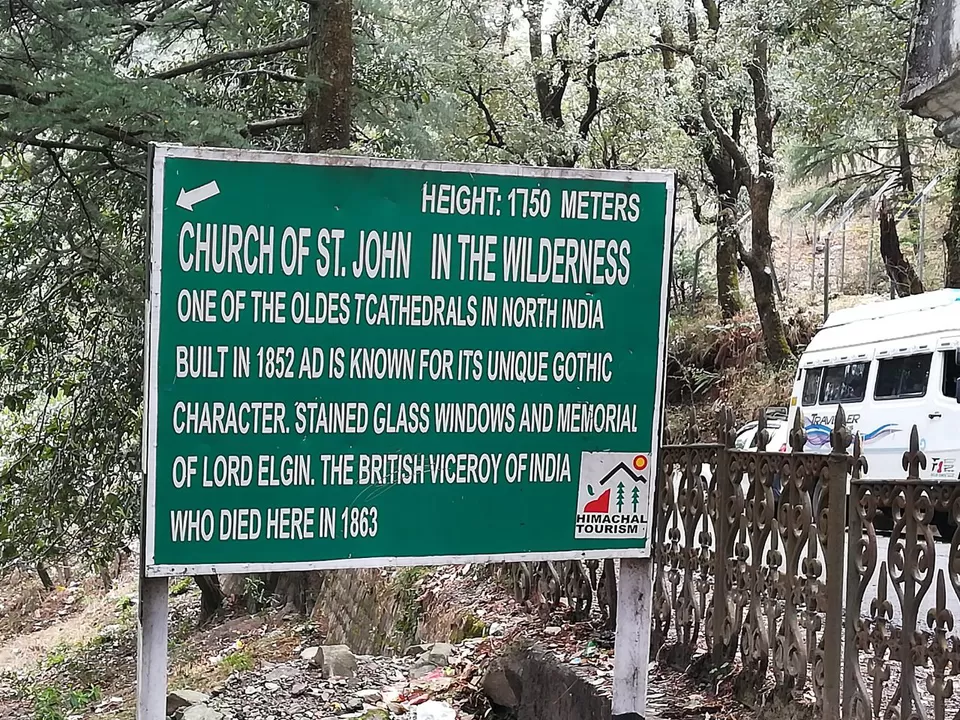 HEIGHT: 1750 METERS
CHURCH OF ST. JOHN IN THE WILDERNESS
ONE OF THE OLDES TCATHEDRALS IN NORTH INDIA
BUILT IN 1852 AD IS KNOWN FOR ITS UNIQUE GOTHIC
CHARACTER. STAINED GLASS WINDOWS AND MEMORIAL
OF LORD ELGIN. THE BRITISH VICEROY OF INDIA
WHO DIED HERE IN 1863
HIMACHAL
TOURISM
TRAVELLER